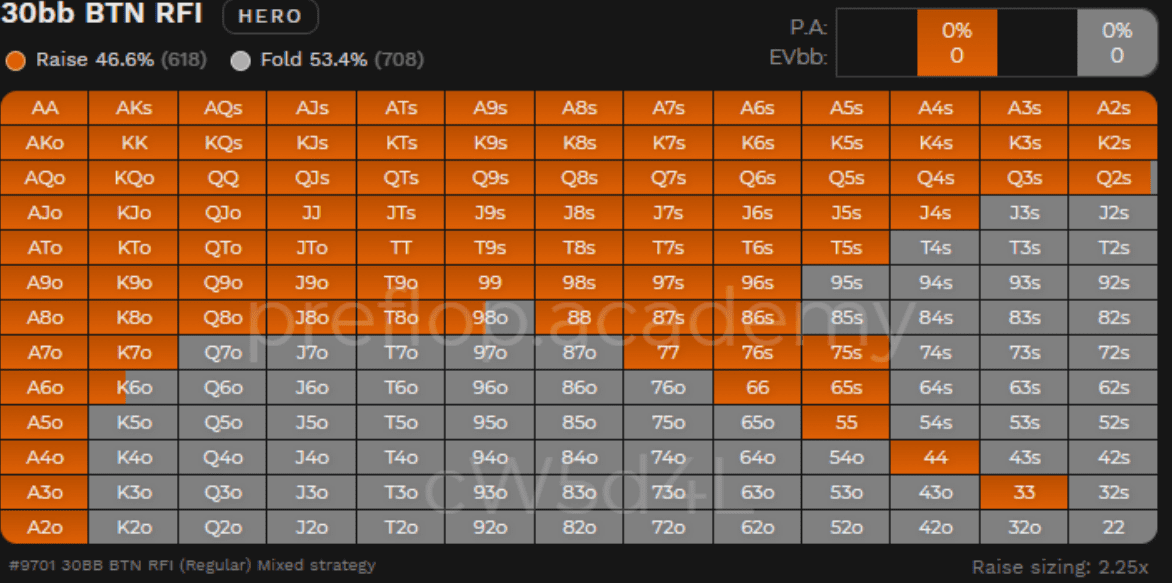 30bb BTN RFI HERO
P.A: 0% 0%
Raise 46.6% (618) Fold 53.4% (708)
EVbb: 0 0
AA AKs AQs AJs ATs A9s A8s A7s A6s A5s A4s A3s A2s
AKo KK KQs KJs KTs K9s K8s K7s K6s K5s K4s K3s K2s
AQo KQo QQ QJs QTs Q9s Q8s Q7s Q6s Q5s Q4s Q3s Q2s
AJo KJo QJo JJ JTs J9s J8s J7s J6s J5s J4s J3s J2s
ATo KTo QTo JTo TT T9s T8s T7s T6s T5s T4s T3s T2s
A9o K9o Q9o J9o T9o 99 98s 97s 96s 95s 94s 93s 92s
preflop.academy
A8o K8o Q8o J8o T8o 98o 88 87s 86s 85s 84s 83s 82s
A7o K7o Q7o J7o T7o 97o 87o 77 76s 75s 74s 73s 72s
A6o K6o Q6o J6o T6o 96o 86o 76o 66 65s 64s 63s 62s
A5o K5o Q5o J5o T5o 95o 85o 75o 65o 55 54s 53s 52s
A4o K4o Q4o J4o T4o 94o 84o 74o 64o 54o 44 43s 42s
cW5d4L
A3o K3o Q3o J3o T3o 93o 83o 73o 63o 53o 43o 33 32s
A2o K2o Q2o J2o T2o 92o 82o 72o 62o 52o 42o 32o 22
#9701 30BB BTN RFI (Regular) Mixed strategy
Raise sizing: 2.25x